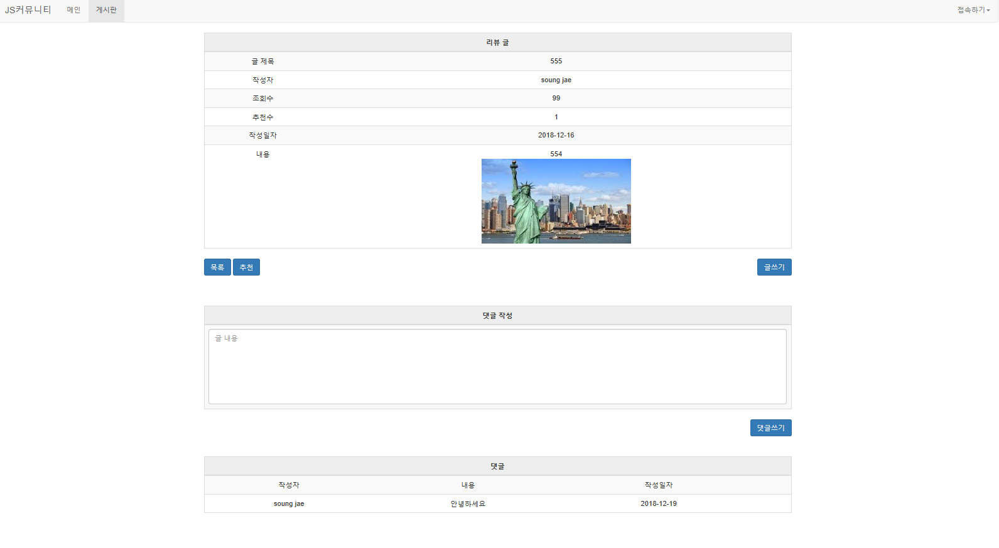 JS커뮤니티 메인 게시판 접속하기
리뷰 글
글 제목 555
작성자 soung jae
조회수 99
추천수 1
작성일자 2018-12-16
내용 554
목록 추천 글쓰기
댓글 작성
글 내용
댓글쓰기
댓글
작성자 내용 작성일자
soung jae 안녕하세요 2018-12-19